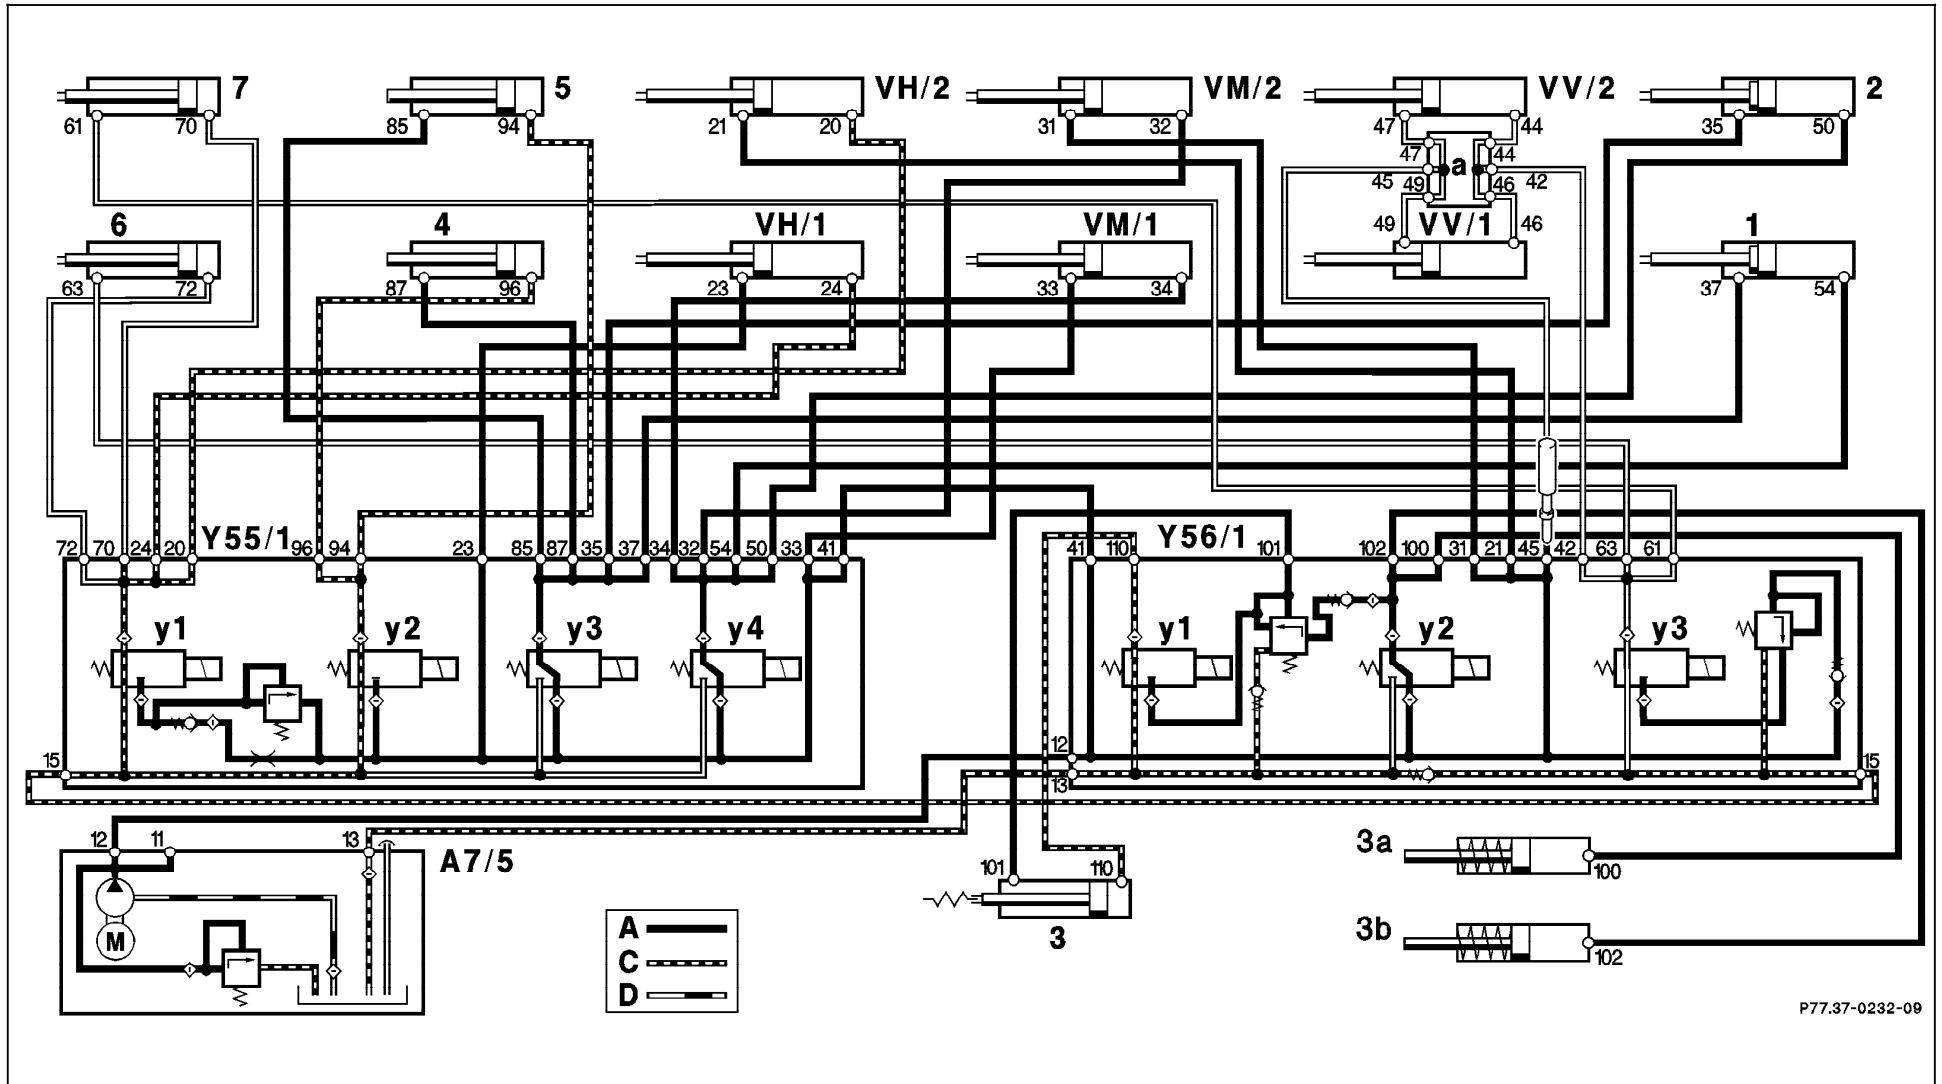 7 5 VH/2 VM/2 VV/2 2
61 70 85 94 21 20 31 32 47 44 35 50
47 44
a
45 49 46 42
6 4 VH/1 VM/1 49 VV/1 46 1
63 72 87 96 23 24 33 34 37 54
72 70 24 20 Y55/1 96 94 23 85 87 35 37 34 32 54 50 33 41
41 110 Y56/1 101 102 100 31 21 45 42 63 61
y1 y2 y3 y4 y1 y2 y3
15 12 13 15
12 11 13 A7/5
M
A
C
D
101 110
3
3a 100
3b 102
P77.37-0232-09